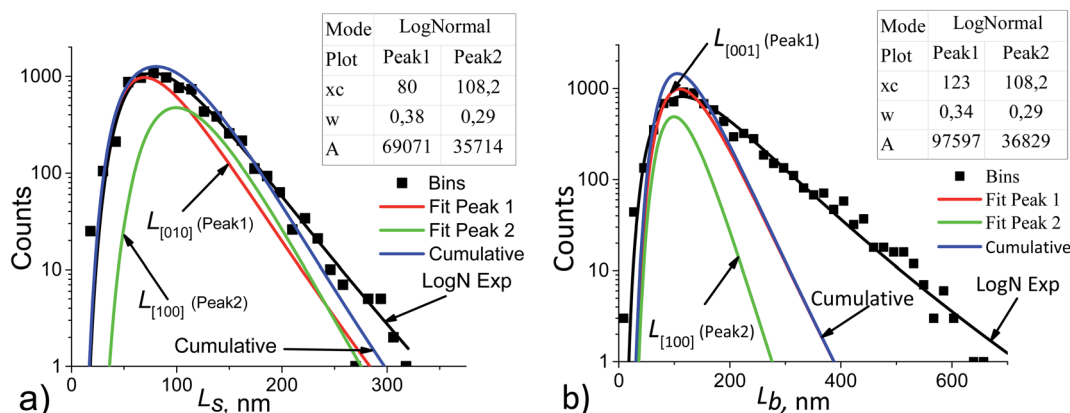 Mode LogNormal
Plot Peak1 Peak2
xc 80 108,2
w 0,38 0,29
A 69071 35714
1000
100
10
1
Counts
Bins
Fit Peak 1
Fit Peak 2
Cumulative
L[010] (Peak1)
L[100] (Peak2)
LogN Exp
Cumulative
0 100 200 300
a) Ls, nm
Mode LogNormal
Plot Peak1 Peak2
xc 123 108,2
w 0,34 0,29
A 97597 36829
L[001] (Peak1)
1000
100
10
1
Counts
Bins
Fit Peak 1
Fit Peak 2
Cumulative
Cumulative
LogN Exp
L[100] (Peak2)
0 200 400 600
b) Lb, nm